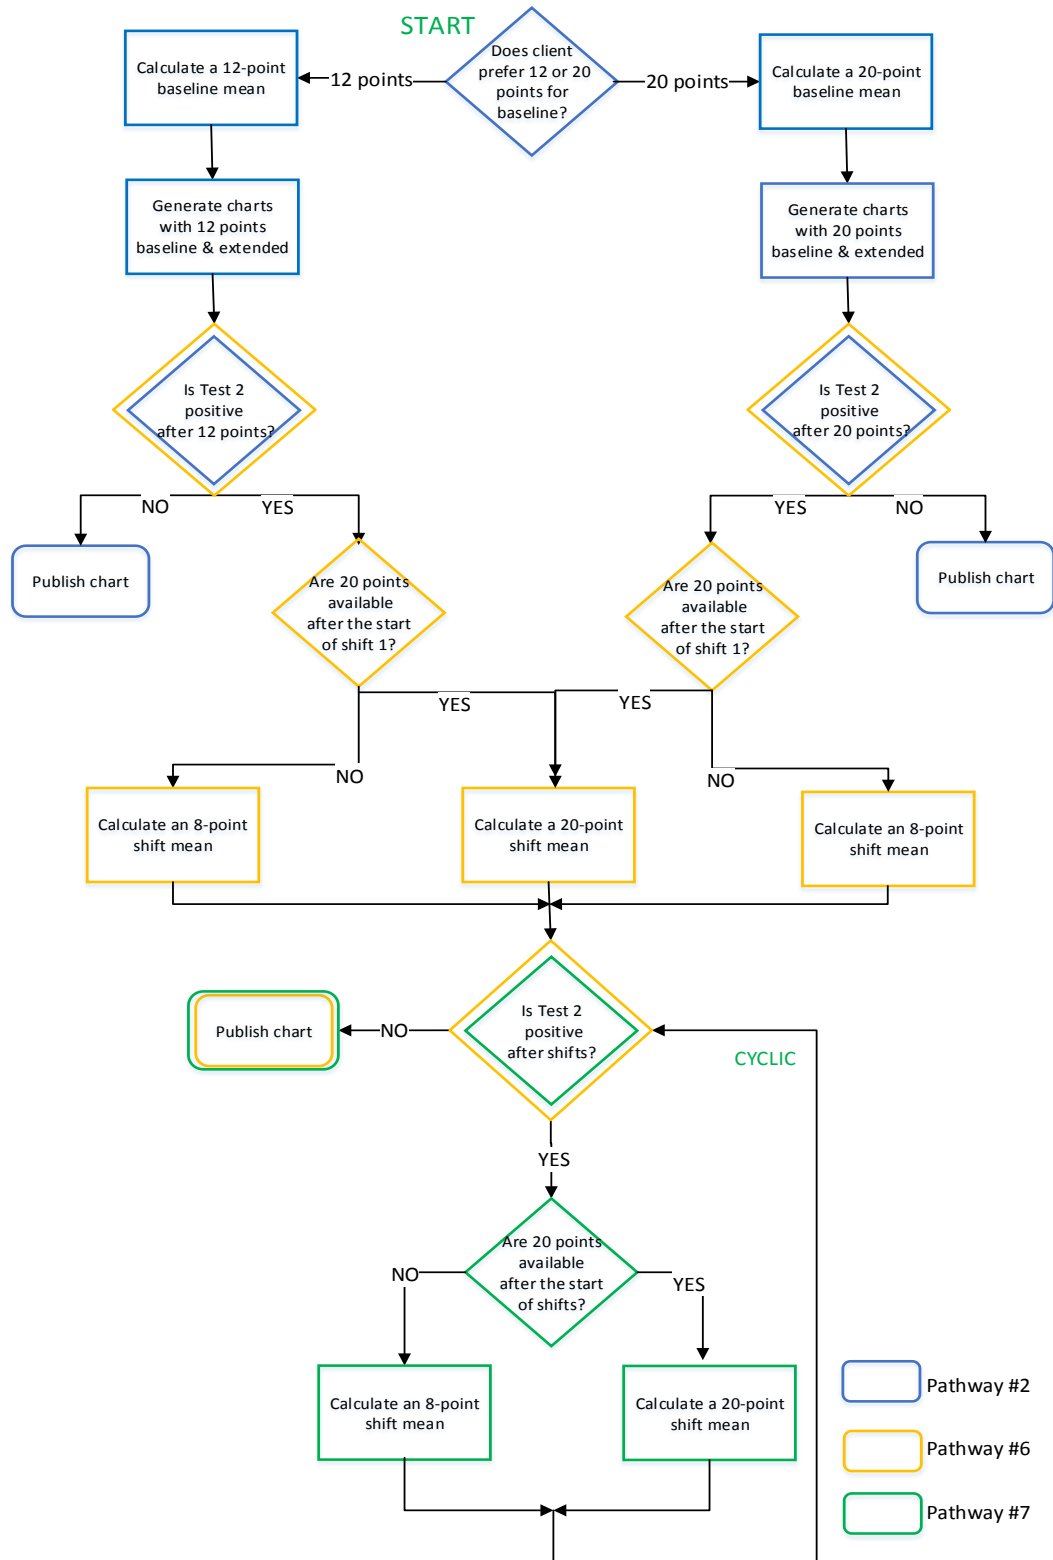 START
Does client
prefer 12 or 20
points for
baseline?
12 points
20 points
Calculate a 12-point
baseline mean
Calculate a 20-point
baseline mean
Generate charts
with 12 points
baseline & extended
Generate charts
with 20 points
baseline & extended
Is Test 2
positive
after 12 points?
Is Test 2
positive
after 20 points?
NO
YES
YES
NO
Publish chart
Are 20 points
available
after the start
of shift 1?
Are 20 points
available
after the start
of shift 1?
Publish chart
YES
YES
NO
NO
Calculate an 8-point
shift mean
Calculate a 20-point
shift mean
Calculate an 8-point
shift mean
Publish chart
NO
Is Test 2
positive
after shifts?
CYCLIC
YES
Are 20 points
available
after the start
of shifts?
NO
YES
Calculate an 8-point
shift mean
Calculate a 20-point
shift mean
Pathway #2
Pathway #6
Pathway #7